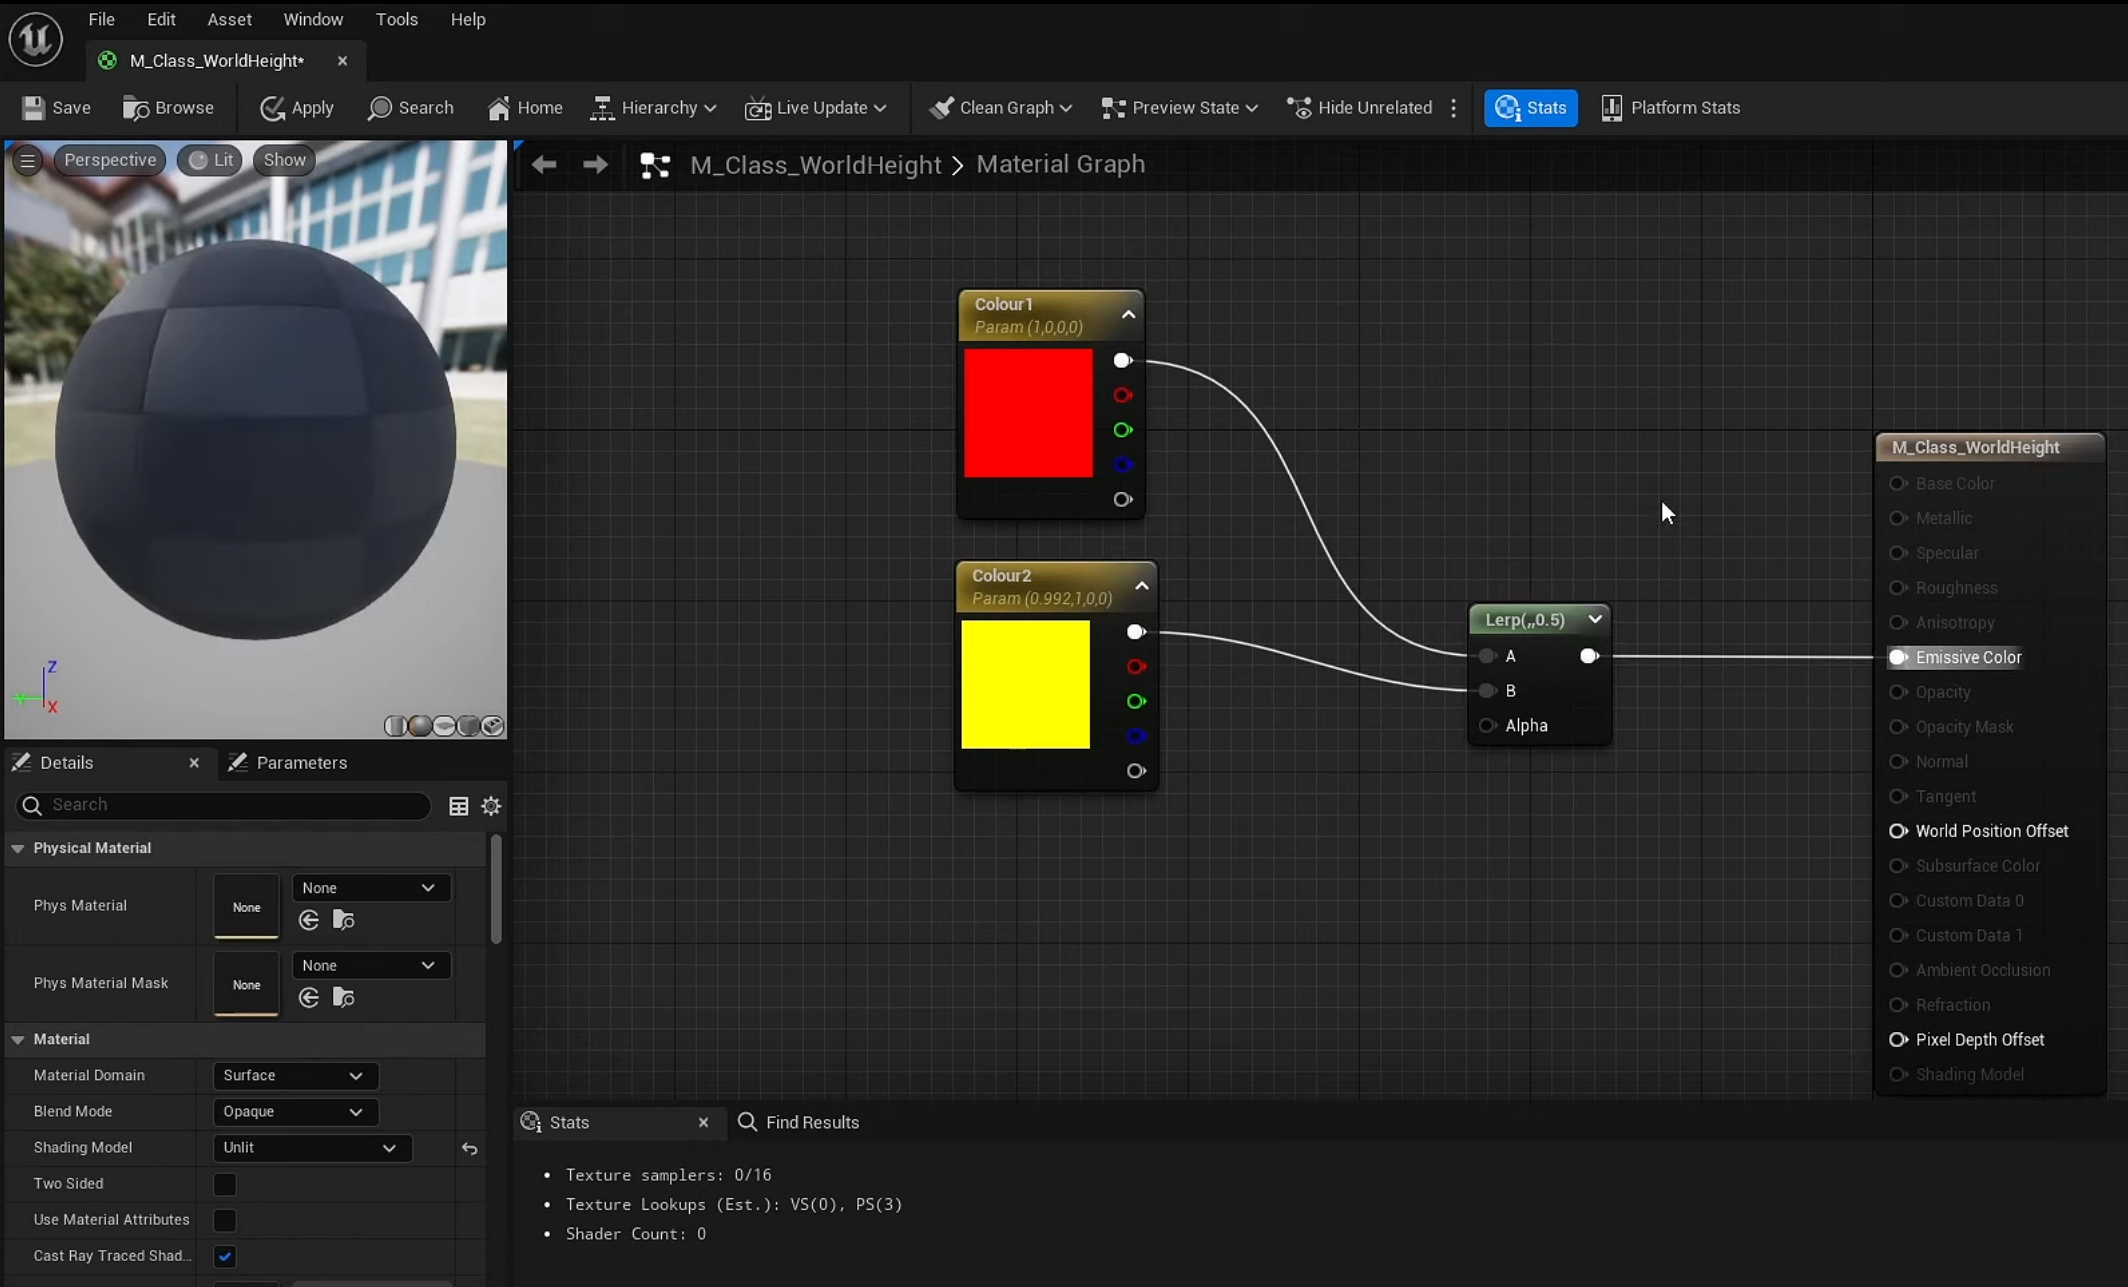 File Edit Asset Window Tools Help
M_Class_WorldHeight*
Save Browse Apply Search Home Hierarchy Live Update Clean Graph Preview State Hide Unrelated Stats Platform Stats
Perspective Lit Show
M_Class_WorldHeight > Material Graph
Colour1
Param (1,0,0,0)
Colour2
Param (0.992,1,0,0)
Lerp(,,0.5)
A
B
Alpha
M_Class_WorldHeight
Base Color
Metallic
Specular
Roughness
Anisotropy
Emissive Color
Opacity
Opacity Mask
Normal
Tangent
World Position Offset
Subsurface Color
Custom Data 0
Custom Data 1
Ambient Occlusion
Refraction
Pixel Depth Offset
Shading Model
Z
X
Details Parameters
Search
Physical Material
Phys Material None None
Phys Material Mask None None
Material
Material Domain Surface
Blend Mode Opaque
Shading Model Unlit
Two Sided
Use Material Attributes
Cast Ray Traced Shad...
Stats Find Results
Texture samplers: 0/16
Texture Lookups (Est.): VS(0), PS(3)
Shader Count: 0